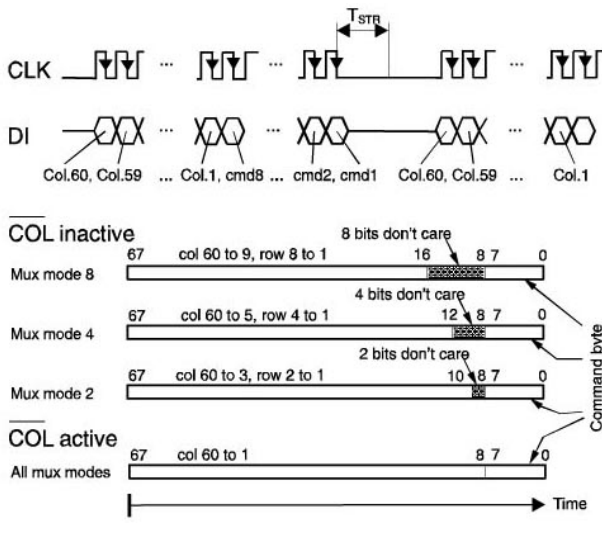 T STR
CLK ... ... ...
DI ... ... ...
Col.60, Col.59 ... Col.1, cmd8 ... cmd2, cmd1 Col.60, Col.59 ... Col.1
COL inactive
8 bits don't care
67 col 60 to 9, row 8 to 1 16 8 7 0
Mux mode 8
4 bits don't care
67 col 60 to 5, row 4 to 1 12 8 7 0
Mux mode 4
2 bits don't care
67 col 60 to 3, row 2 to 1 10 8 7 0
Mux mode 2
Command byte
COL active
67 col 60 to 1 8 7 0
All mux modes
Time